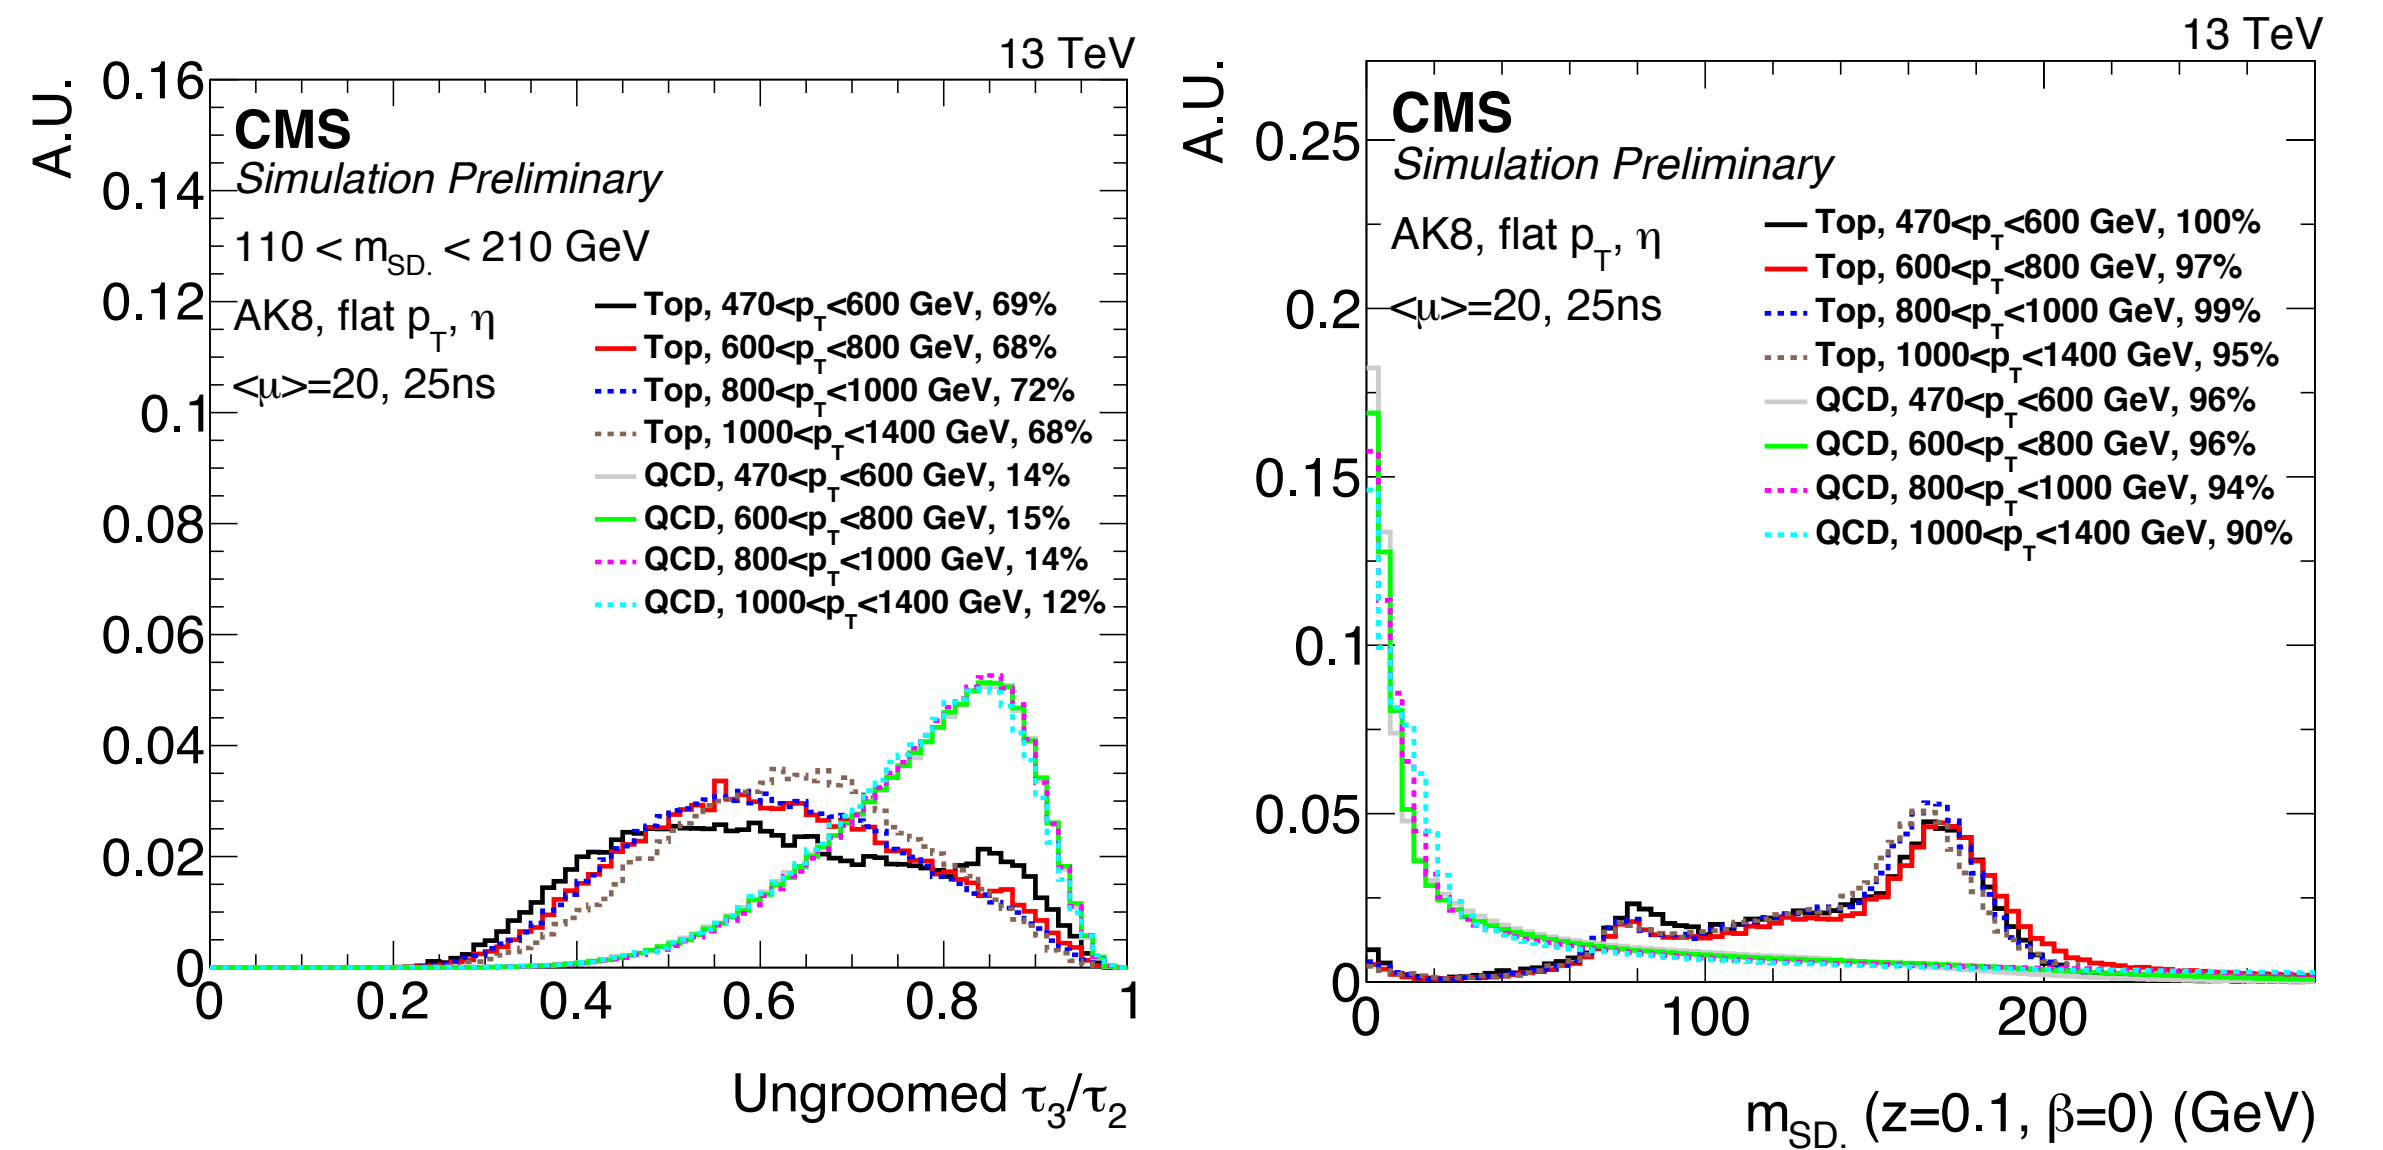 13 TeV
A.U.
0.16
0.14
0.12
0.1
0.08
0.06
0.04
0.02
0
CMS
Simulation Preliminary
110 < m_SD. < 210 GeV
AK8, flat p_T, η
<μ>=20, 25ns
Top, 470<p_T<600 GeV, 69%
Top, 600<p_T<800 GeV, 68%
Top, 800<p_T<1000 GeV, 72%
Top, 1000<p_T<1400 GeV, 68%
QCD, 470<p_T<600 GeV, 14%
QCD, 600<p_T<800 GeV, 15%
QCD, 800<p_T<1000 GeV, 14%
QCD, 1000<p_T<1400 GeV, 12%
0 0.2 0.4 0.6 0.8 1
Ungroomed τ_3/τ_2
13 TeV
A.U.
0.25
0.2
0.15
0.1
0.05
0
CMS
Simulation Preliminary
AK8, flat p_T, η
<μ>=20, 25ns
Top, 470<p_T<600 GeV, 100%
Top, 600<p_T<800 GeV, 97%
Top, 800<p_T<1000 GeV, 99%
Top, 1000<p_T<1400 GeV, 95%
QCD, 470<p_T<600 GeV, 96%
QCD, 600<p_T<800 GeV, 96%
QCD, 800<p_T<1000 GeV, 94%
QCD, 1000<p_T<1400 GeV, 90%
0 100 200
m_SD. (z=0.1, β=0) (GeV)